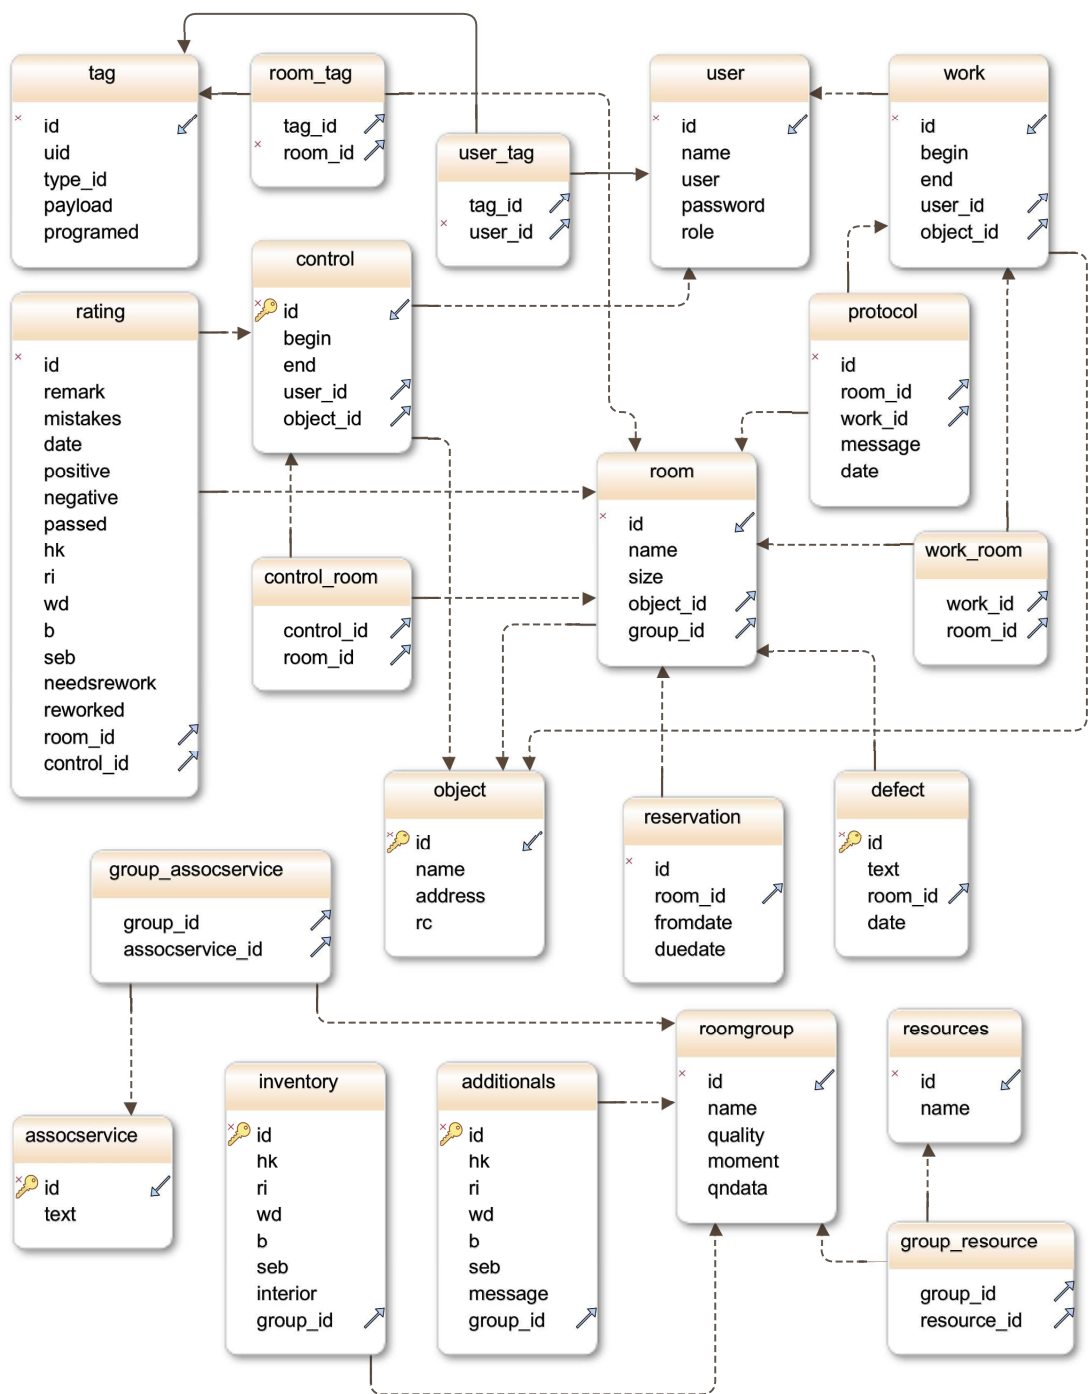 tag
id
uid
type_id
payload
programed
room_tag
tag_id
room_id
user_tag
tag_id
user_id
user
id
name
user
password
role
work
id
begin
end
user_id
object_id
control
id
begin
end
user_id
object_id
rating
id
remark
mistakes
date
positive
negative
passed
hk
ri
wd
b
seb
needsrework
reworked
room_id
control_id
protocol
id
room_id
work_id
message
date
room
id
name
size
object_id
group_id
control_room
control_id
room_id
work_room
work_id
room_id
object
id
name
address
rc
reservation
id
room_id
fromdate
duedate
defect
id
text
room_id
date
group_assocservice
group_id
assocservice_id
assocservice
id
text
inventory
id
hk
ri
wd
b
seb
interior
group_id
additionals
id
hk
ri
wd
b
seb
message
group_id
roomgroup
id
name
quality
moment
qndata
resources
id
name
group_resource
group_id
resource_id